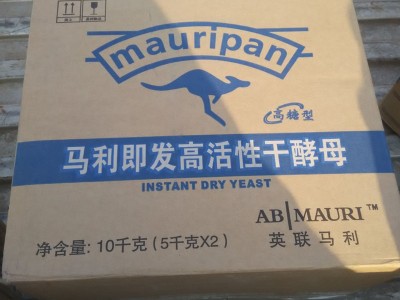 mauripan
高糖型
马利即发高活性干酵母
INSTANT DRY YEAST
AB|MAURI™
净含量: 10千克 (5千克X2)
英联马利